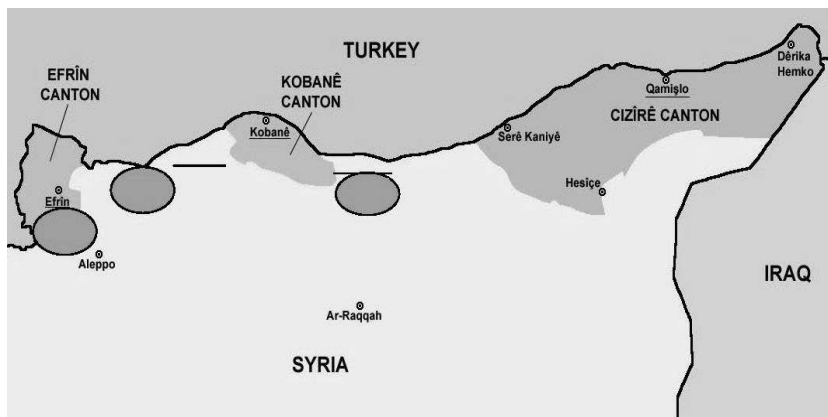 TURKEY
EFRÎN
CANTON
KOBANÊ
CANTON
Dêrika
Hemko
Qamişlo
Kobanê
CIZÎRÊ CANTON
Serê Kaniyê
Hesîçe
Efrîn
Aleppo
IRAQ
Ar-Raqqah
SYRIA